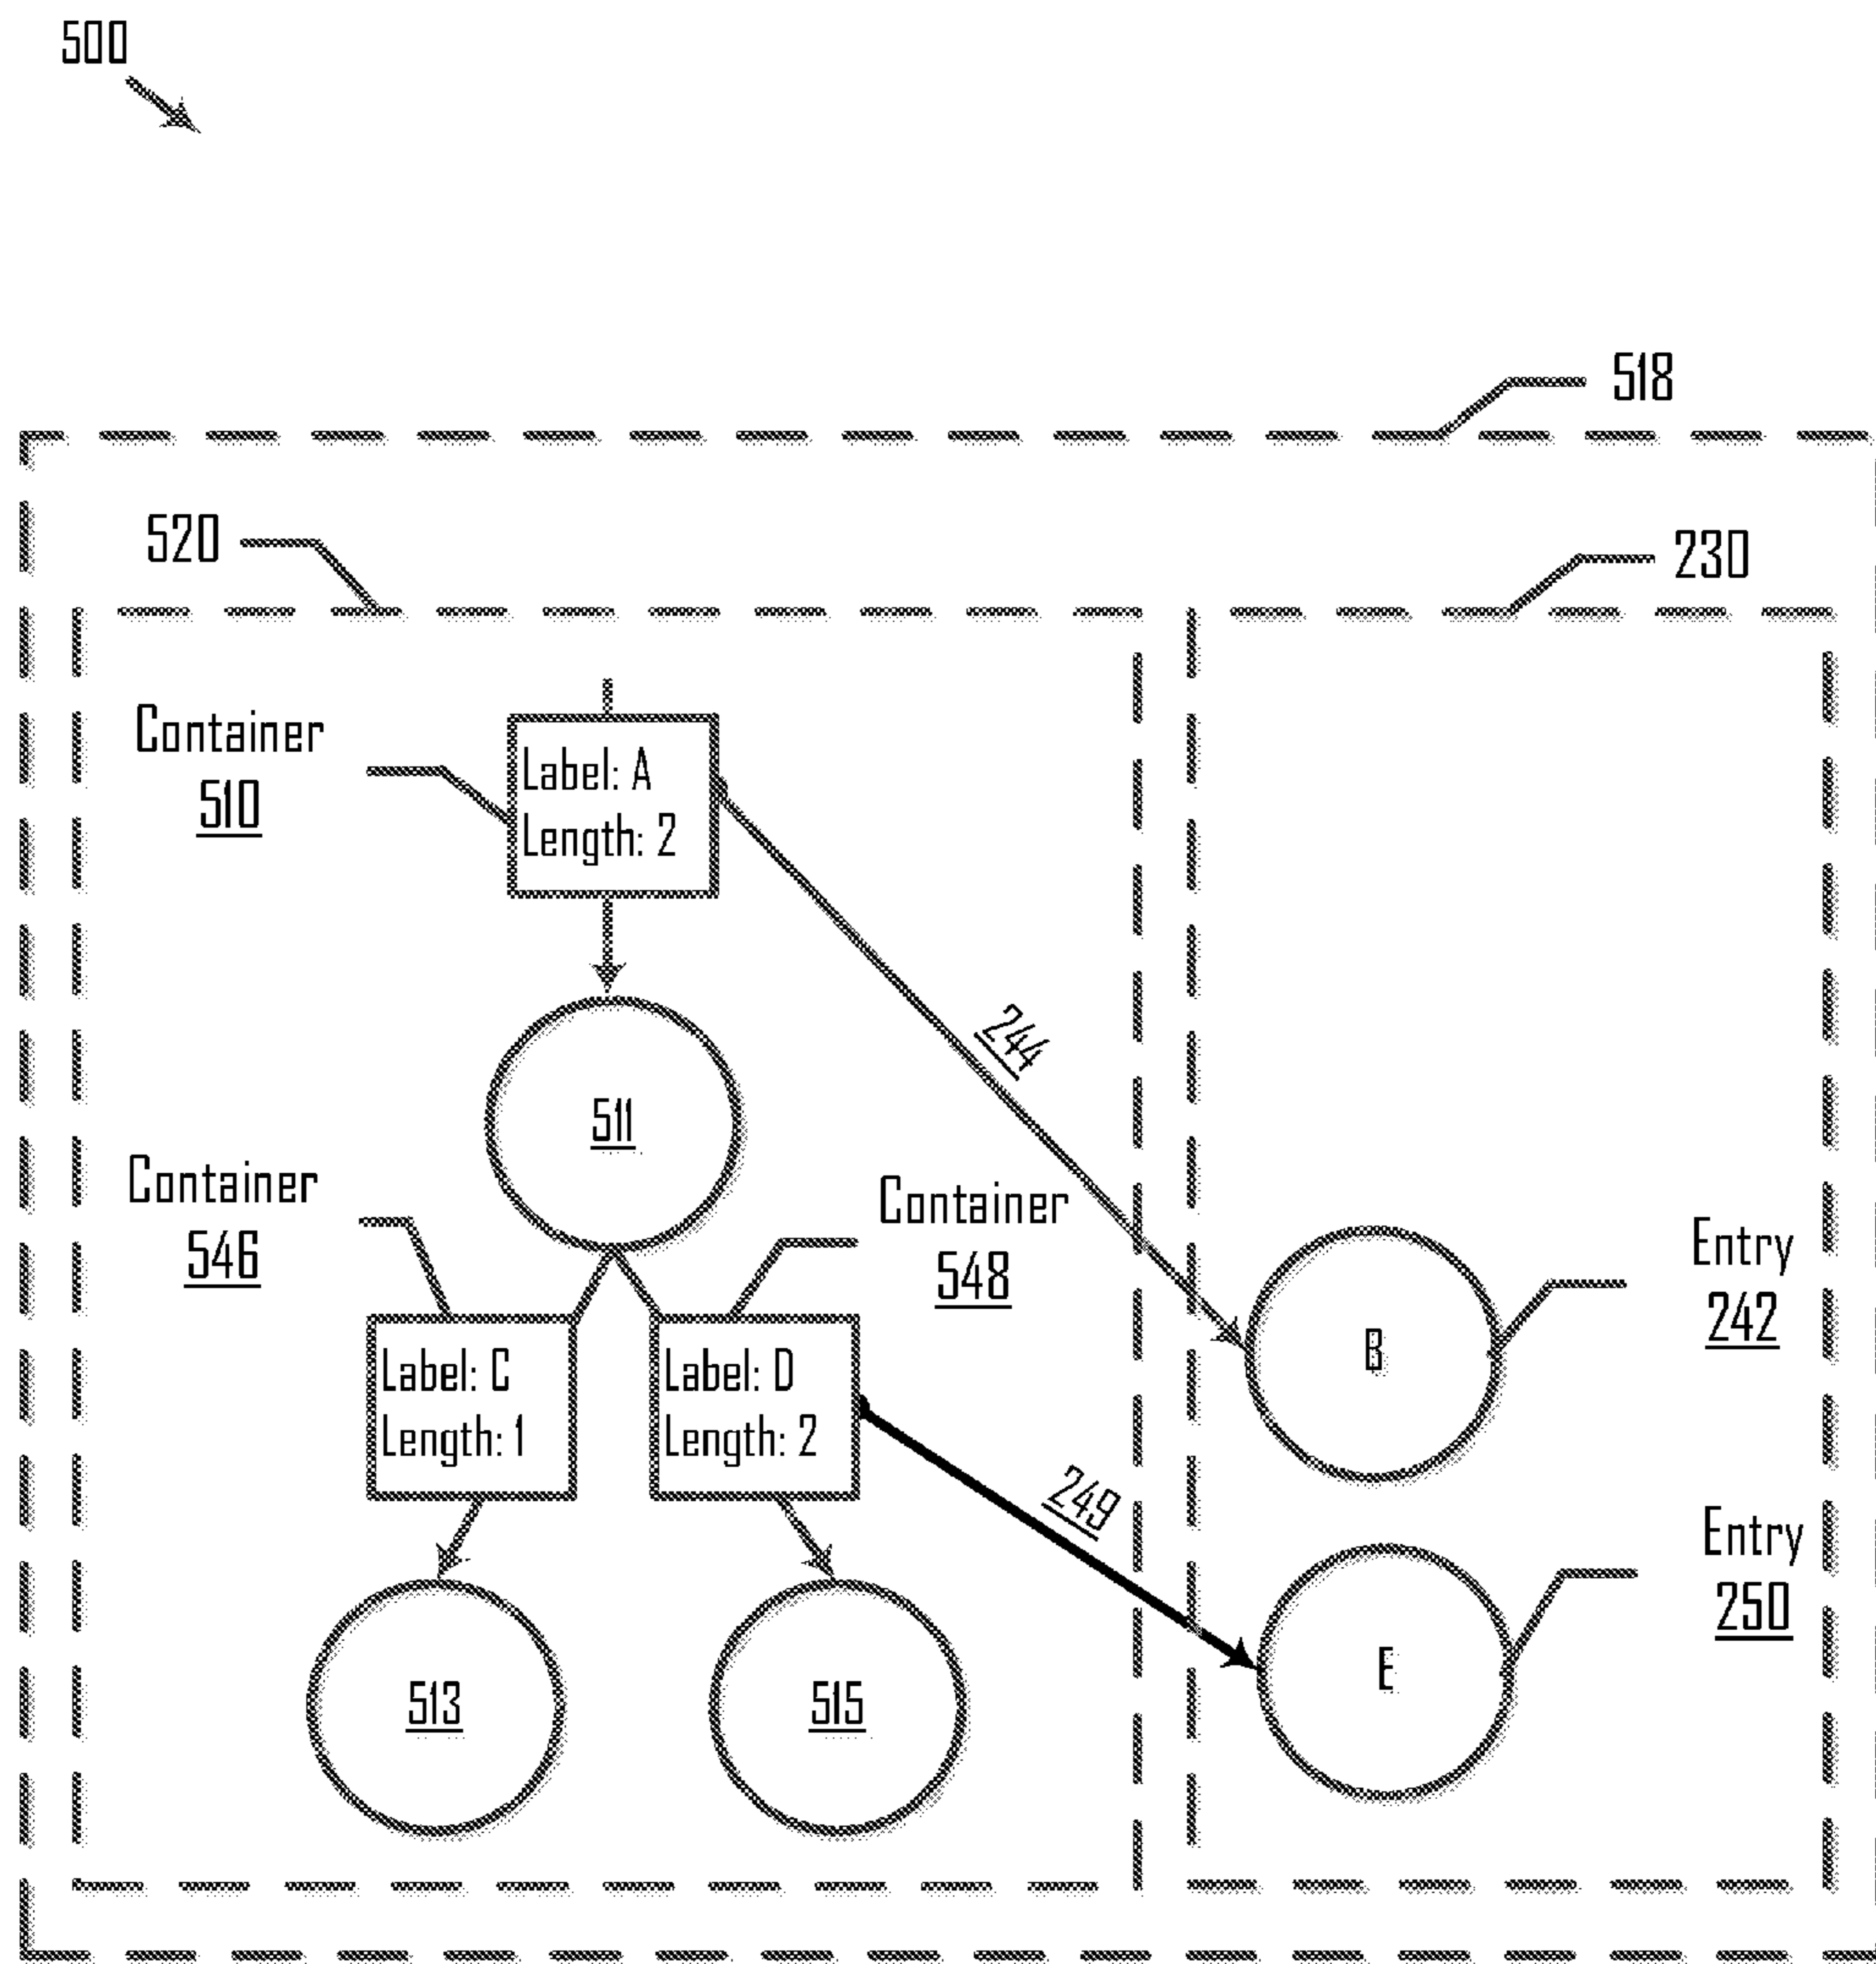 500
518
520
230
Container
510
Label: A
Length: 2
244
511
Container
546
Container
548
Entry
242
B
Label: C
Length: 1
Label: D
Length: 2
249
Entry
250
E
513
515